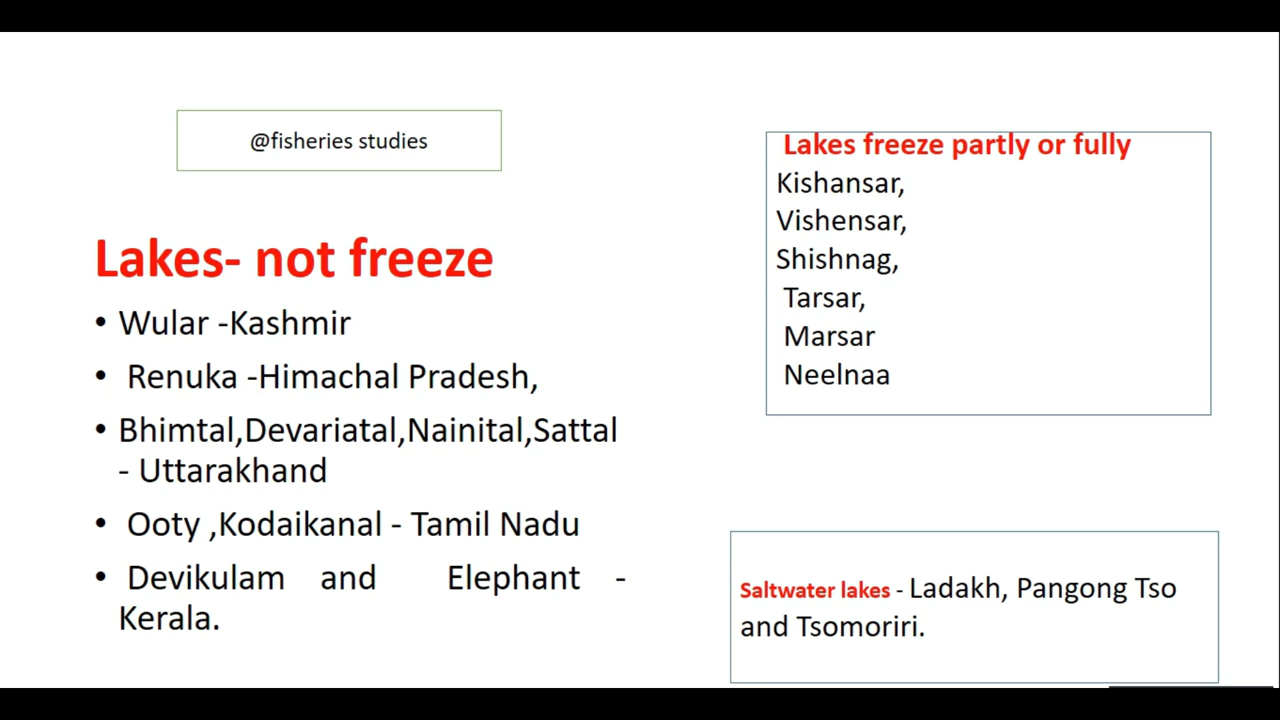 @fisheries studies
Lakes- not freeze
• Wular -Kashmir
• Renuka -Himachal Pradesh,
• Bhimtal,Devariatal,Nainital,Sattal
- Uttarakhand
• Ooty ,Kodaikanal - Tamil Nadu
• Devikulam and Elephant -
Kerala.
Lakes freeze partly or fully
Kishansar,
Vishensar,
Shishnag,
Tarsar,
Marsar
Neelnaa
Saltwater lakes - Ladakh, Pangong Tso
and Tsomoriri.